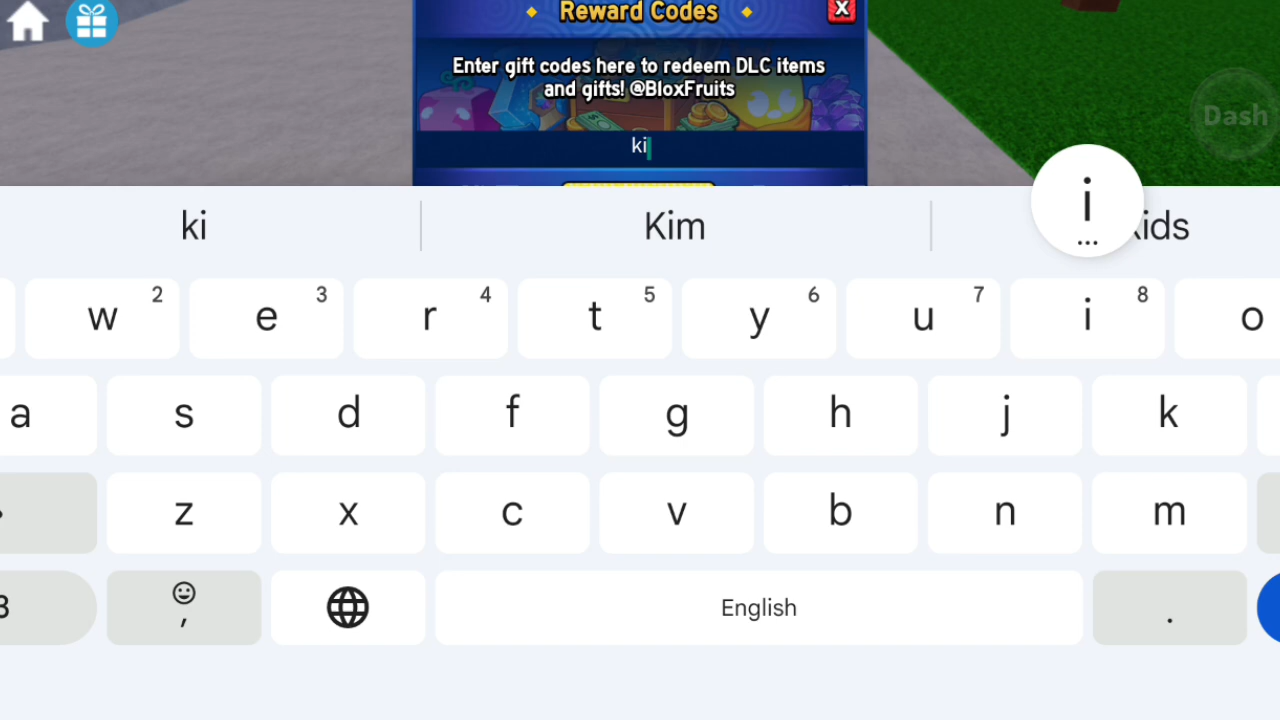 Reward Codes
X
Enter gift codes here to redeem DLC items
and gifts! @BloxFruits
Dash
ki
i
...
ki Kim kids
w 2 e 3 r 4 t 5 y 6 u 7 i 8 o
a s d f g h j k
z x c v b n m
, English .